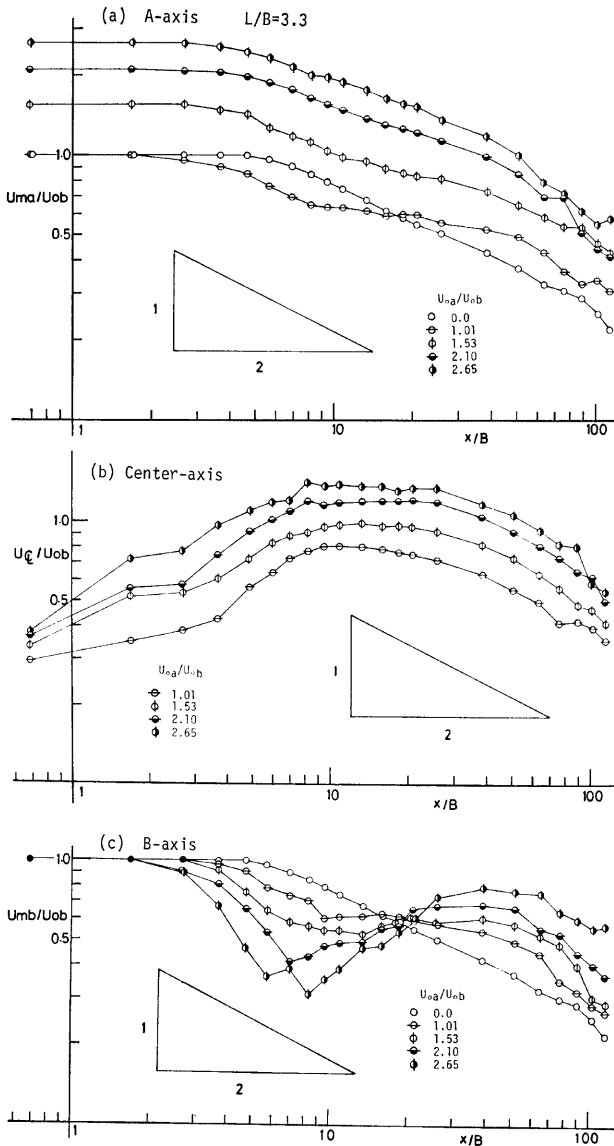 (a) A-axis L/B=3.3
1.0
Uma/Uob
0.5
1
2
Uoa/Uob
0.0
1.01
1.53
2.10
2.65
1
10
100
x/B
(b) Center-axis
1.0
U℄/Uob
0.5
Uoa/Uob
1.01
1.53
2.10
2.65
1
2
1
10
100
x/B
(c) B-axis
1.0
Umb/Uob
0.5
1
2
Uoa/Uob
0.0
1.01
1.53
2.10
2.65
1
10
100
x/B